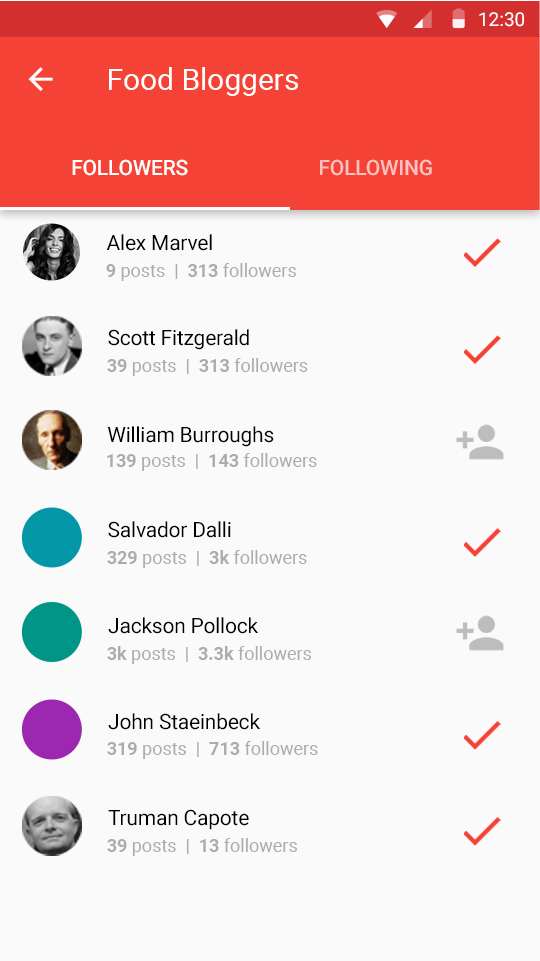 12:30
Food Bloggers
FOLLOWERS FOLLOWING
Alex Marvel
9 posts | 313 followers
Scott Fitzgerald
39 posts | 313 followers
William Burroughs
139 posts | 143 followers
Salvador Dalli
329 posts | 3k followers
Jackson Pollock
3k posts | 3.3k followers
John Staeinbeck
319 posts | 713 followers
Truman Capote
39 posts | 13 followers